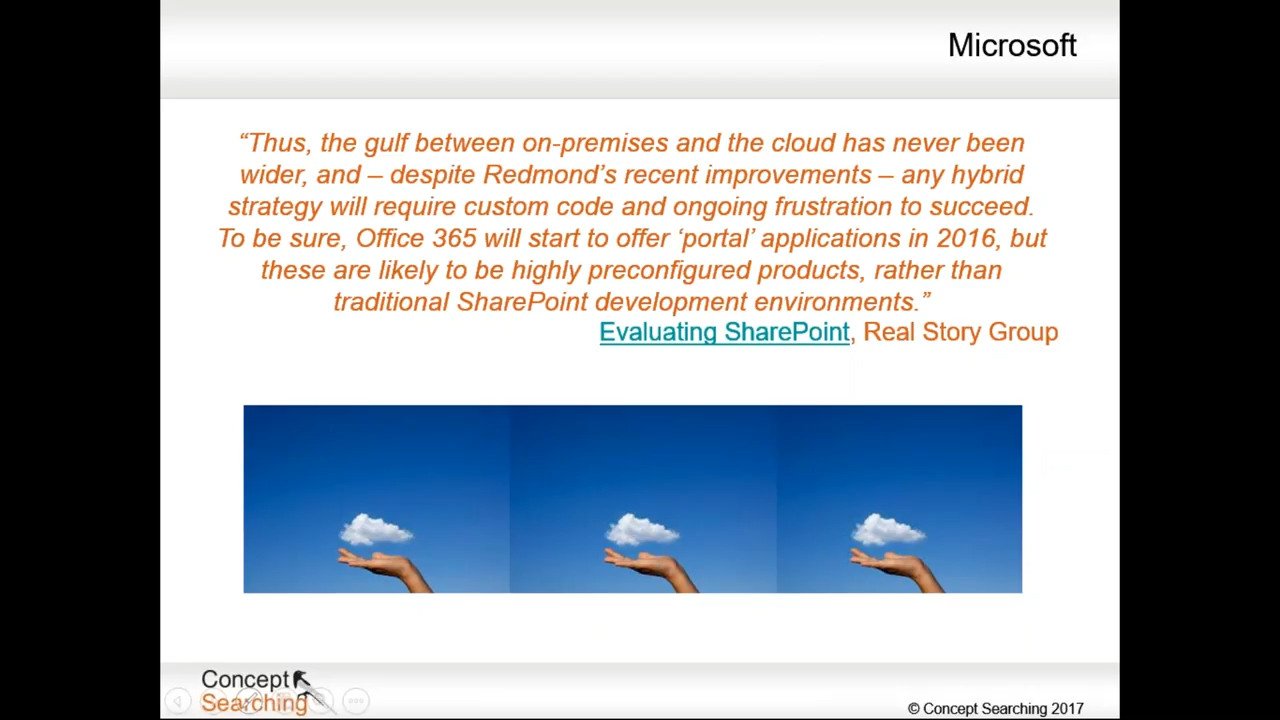 Microsoft
“Thus, the gulf between on-premises and the cloud has never been
wider, and – despite Redmond’s recent improvements – any hybrid
strategy will require custom code and ongoing frustration to succeed.
To be sure, Office 365 will start to offer ‘portal’ applications in 2016, but
these are likely to be highly preconfigured products, rather than
traditional SharePoint development environments.”
Evaluating SharePoint, Real Story Group
Concept
Searching
© Concept Searching 2017